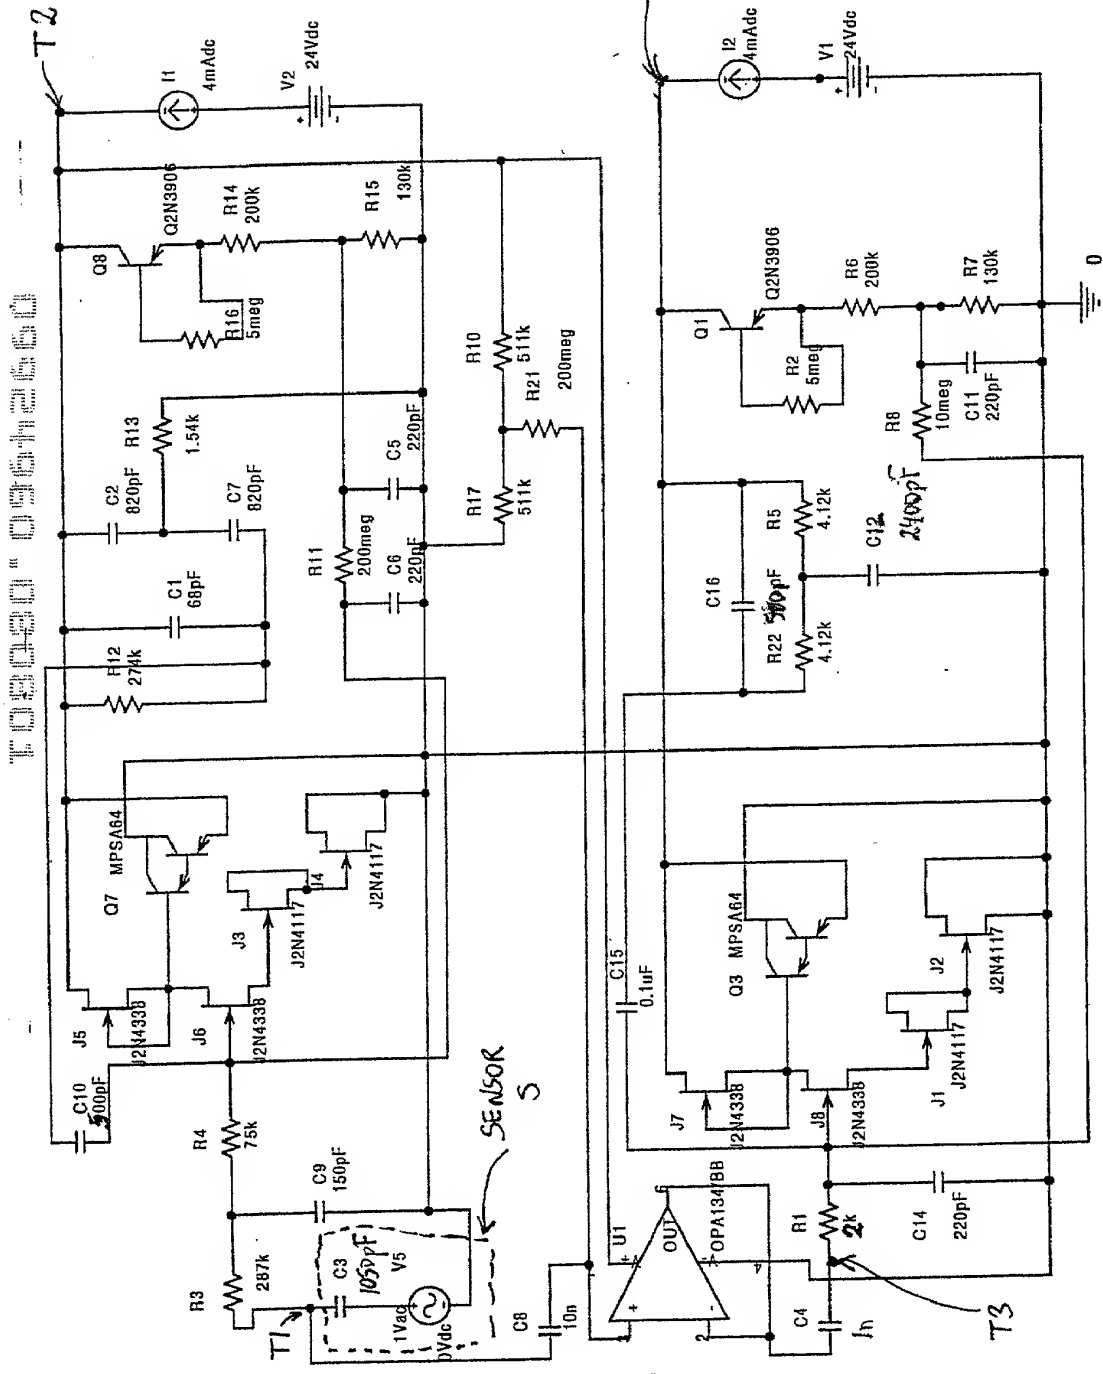 T2
I1
4mAdc
V2
24Vdc
Q8
Q2N3906
R16
5meg
R14
200k
R15
130k
R13
1.54k
C2
820pF
C7
820pF
C1
68pF
R12
274k
R11
200meg
C5
220pF
C6
220pF
R10
511k
R21
200meg
R17
511k
Q7
MPSA64
J5
J2N4338
J6
J2N4338
J3
J2N4117
J4
J2N4117
C10
R4
75k
C9
150pF
R3
287k
T1
C3
1050pF
V5
1Vac
0Vdc
SENSOR
S
C8
10n
U1
OUT
OPA134/BB
6
4
2
C4
1n
T3
R1
2k
C14
220pF
C15
0.1uF
J7
J2N4338
J8
J2N4338
Q3
MPSA64
J1
J2N4117
J2
J2N4117
C16
R22
4.12k
R5
4.12k
C12
2400pF
R8
10meg
C11
220pF
Q1
Q2N3906
R2
5meg
R6
200k
R7
130k
I2
4mAdc
V1
24Vdc
0